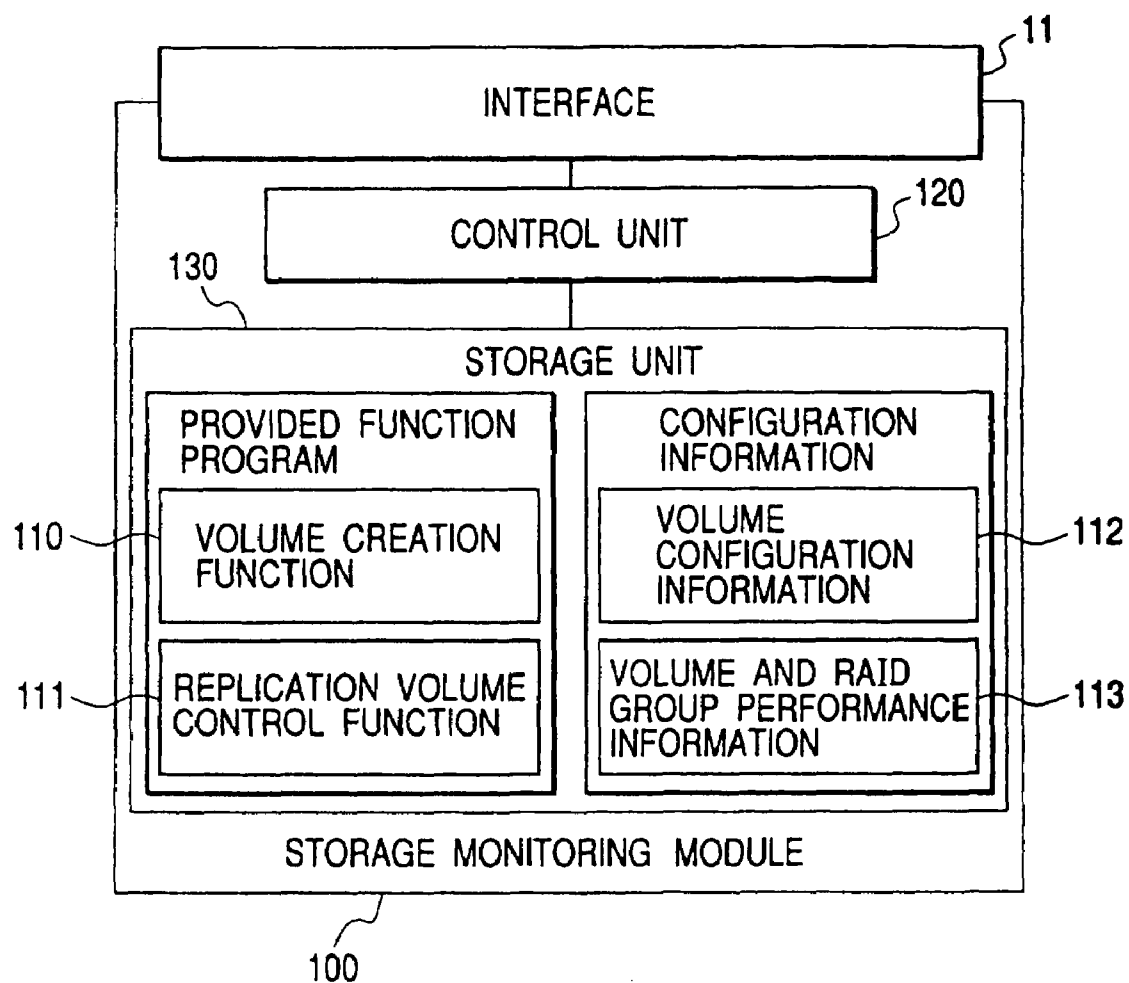 11
INTERFACE
120
CONTROL UNIT
130
STORAGE UNIT
PROVIDED FUNCTION
PROGRAM
CONFIGURATION
INFORMATION
110
VOLUME CREATION
FUNCTION
VOLUME
CONFIGURATION
INFORMATION
112
111
REPLICATION VOLUME
CONTROL FUNCTION
VOLUME AND RAID
GROUP PERFORMANCE
INFORMATION
113
STORAGE MONITORING MODULE
100